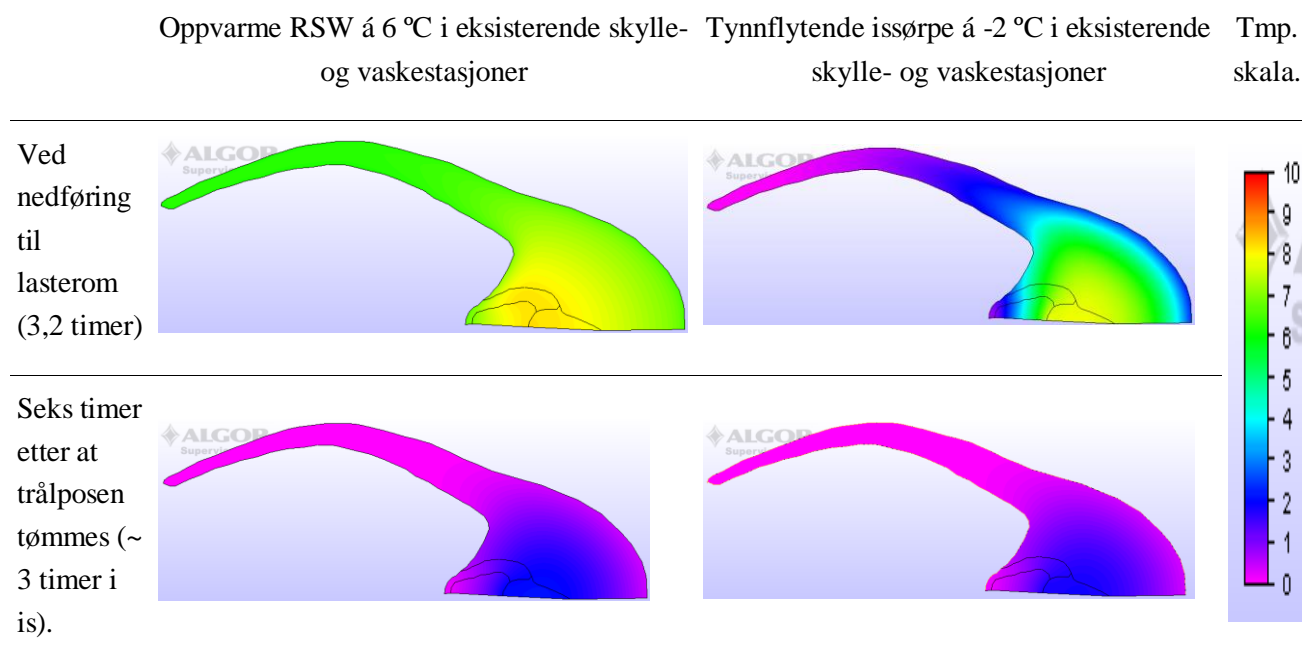 Oppvarme RSW á 6 ºC i eksisterende skylle-
og vaskestasjoner
Tynnflytende issørpe á -2 ºC i eksisterende
skylle- og vaskestasjoner
Tmp.
skala.
Ved
nedføring
til
lasterom
(3,2 timer)
ALGOR
ALGOR
10
9
8
7
6
5
4
3
2
1
0
Seks timer
etter at
trålposen
tømmes (~
3 timer i
is).
ALGOR
ALGOR